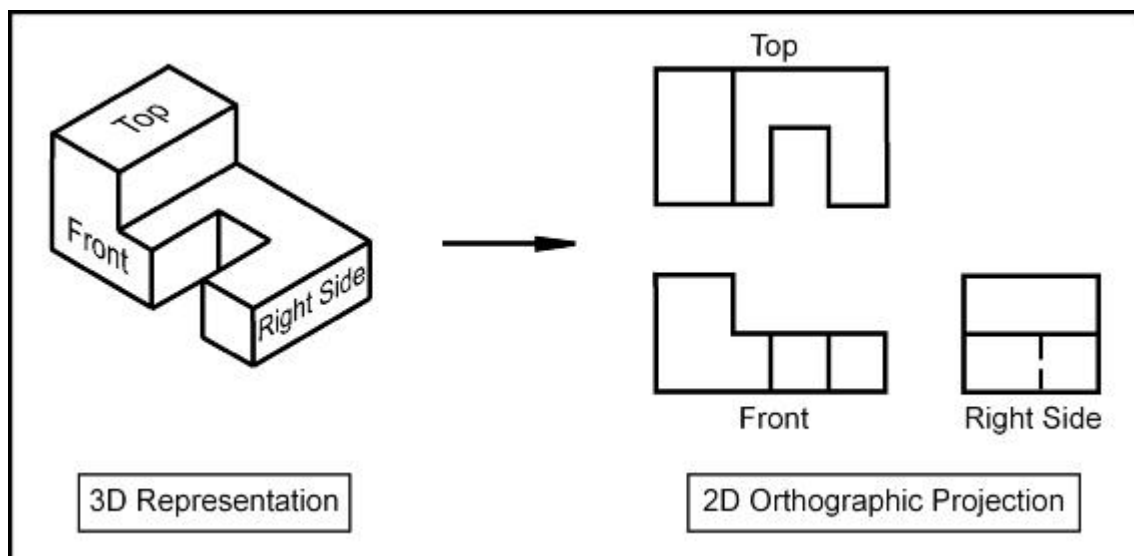 Top
Front
Right Side
Top
Front
Right Side
3D Representation
2D Orthographic Projection